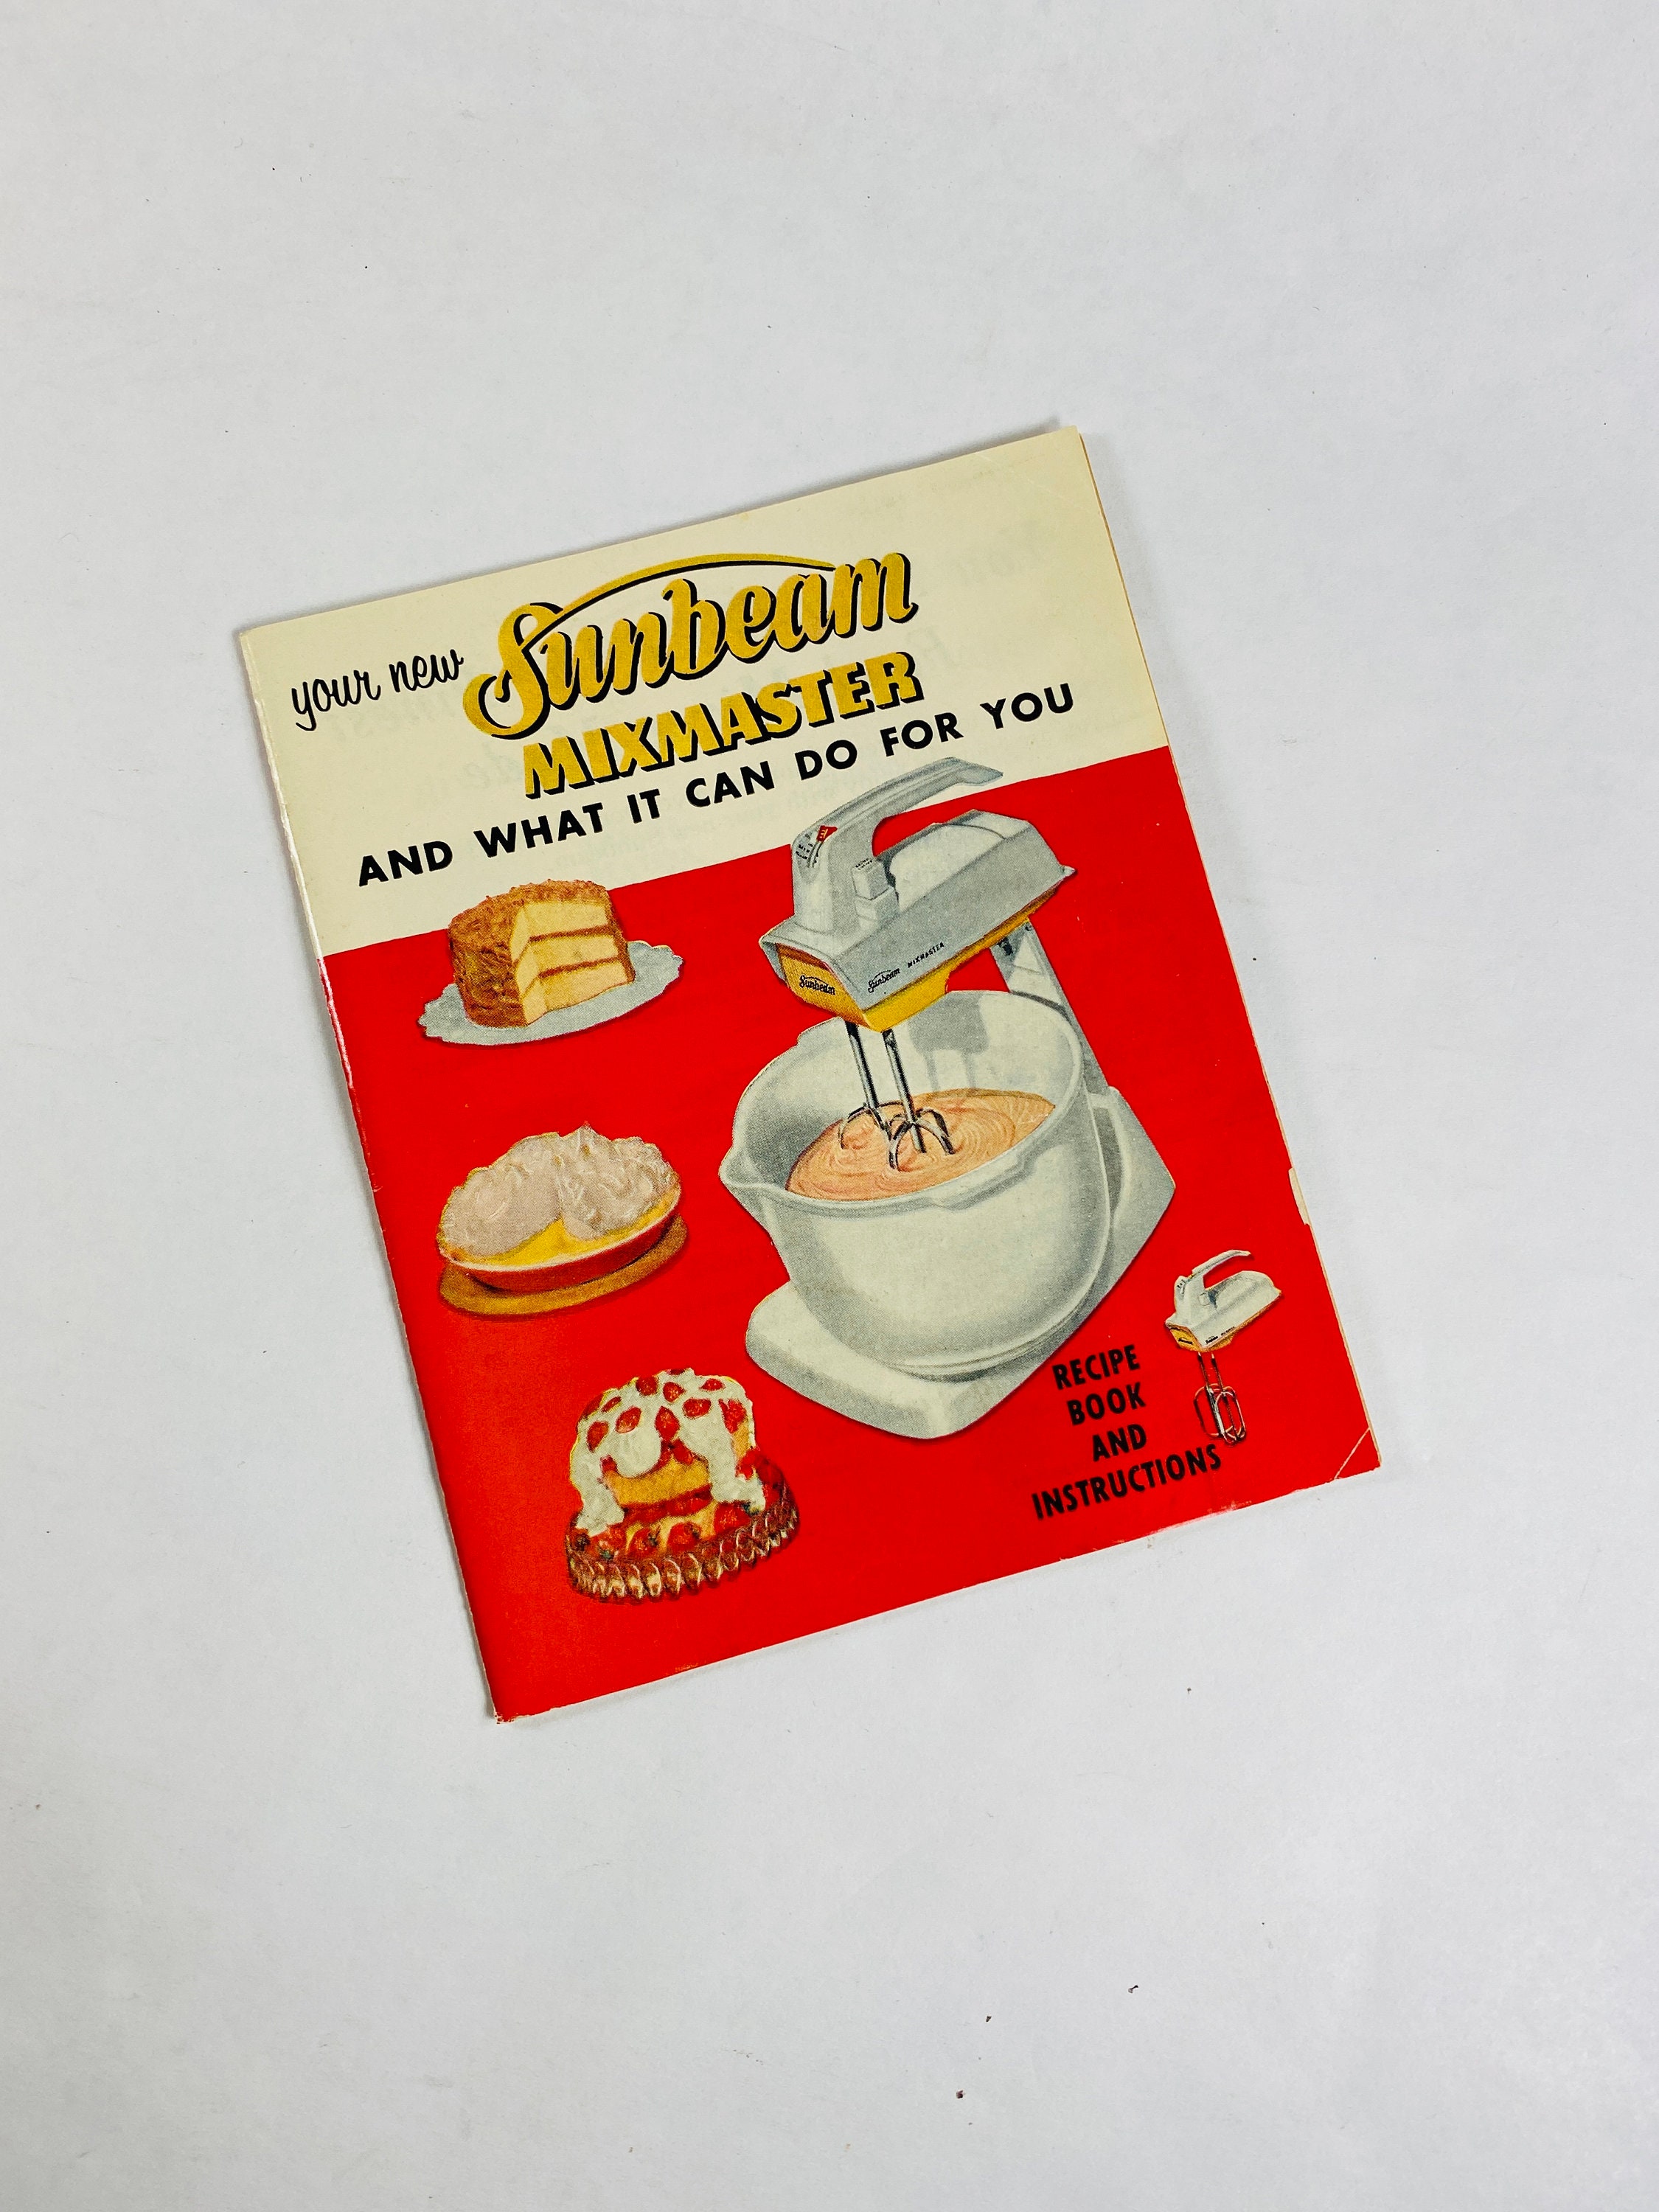 your new Sunbeam
MIXMASTER
AND WHAT IT CAN DO FOR YOU
Sunbeam
Sunbeam MIXMASTER
RECIPE
BOOK
AND
INSTRUCTIONS